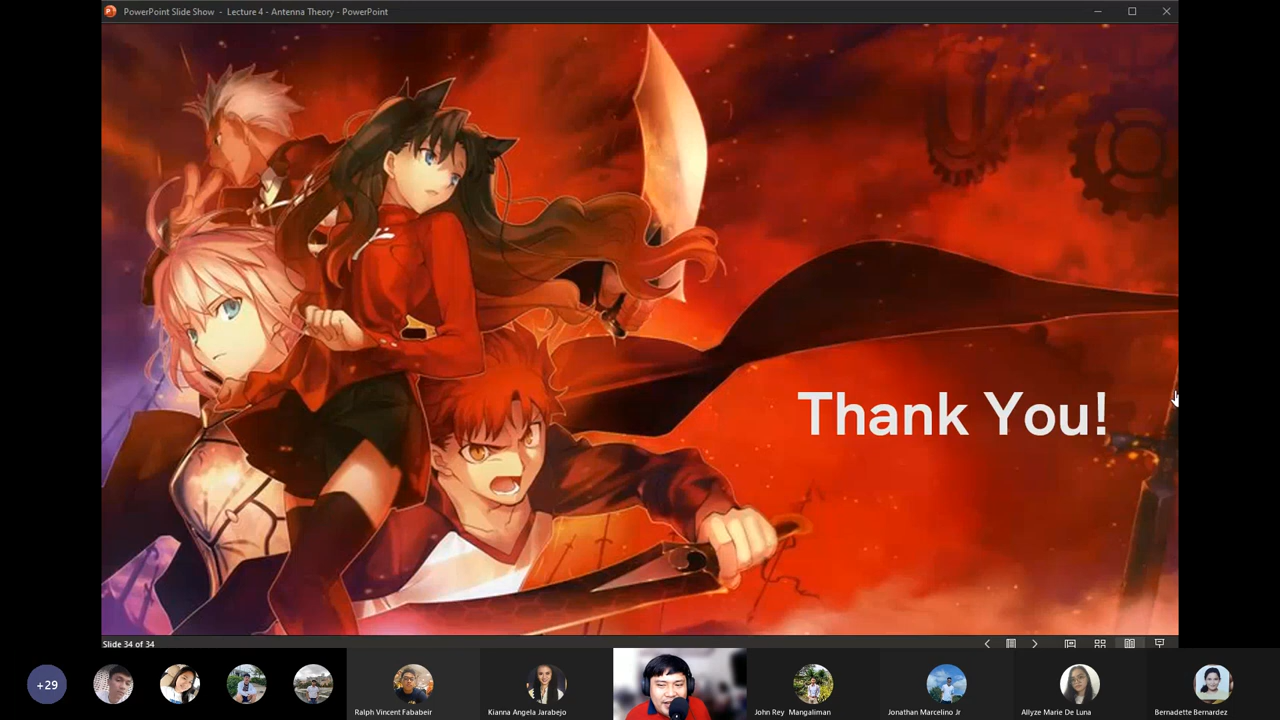 PowerPoint Slide Show - Lecture 4 - Antenna Theory - PowerPoint
Thank You!
Slide 34 of 34
+29
Ralph Vincent Fababeir
Kianna Angela Jarabejo
John Rey Mangaliman
Jonathan Marcelino Jr
Allyze Marie De Luna
Bernadette Bernardez